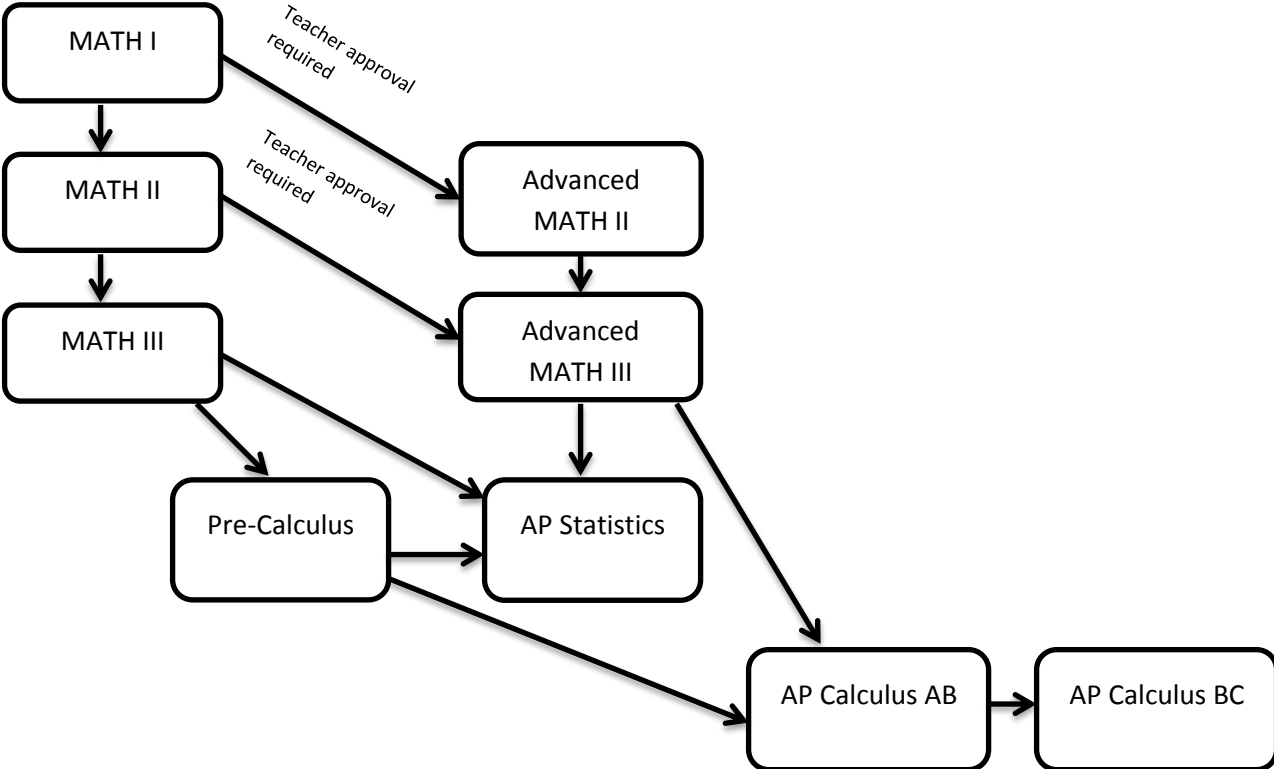 MATH I
Teacher approval
required
MATH II
Teacher approval
required
Advanced
MATH II
MATH III
Advanced
MATH III
Pre-Calculus
AP Statistics
AP Calculus AB
AP Calculus BC